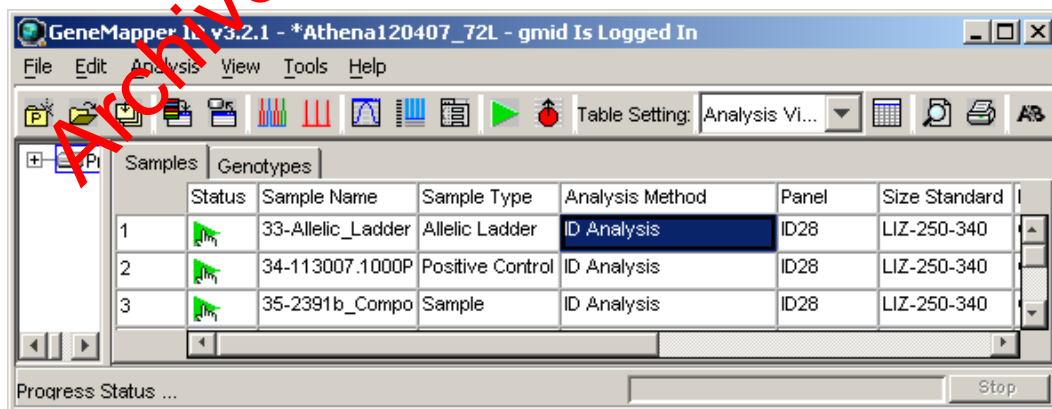 GeneMapper ID v3.2.1 - *Athena120407_72L - gmid Is Logged In
File Edit Analysis View Tools Help
Table Setting: Analysis Vi...
Samples Genotypes
Status Sample Name Sample Type Analysis Method Panel Size Standard
1 33-Allelic_Ladder Allelic Ladder ID Analysis ID28 LIZ-250-340
2 34-113007.1000P Positive Control ID Analysis ID28 LIZ-250-340
3 35-2391b_Compo Sample ID Analysis ID28 LIZ-250-340
Progress Status ... Stop
Archive